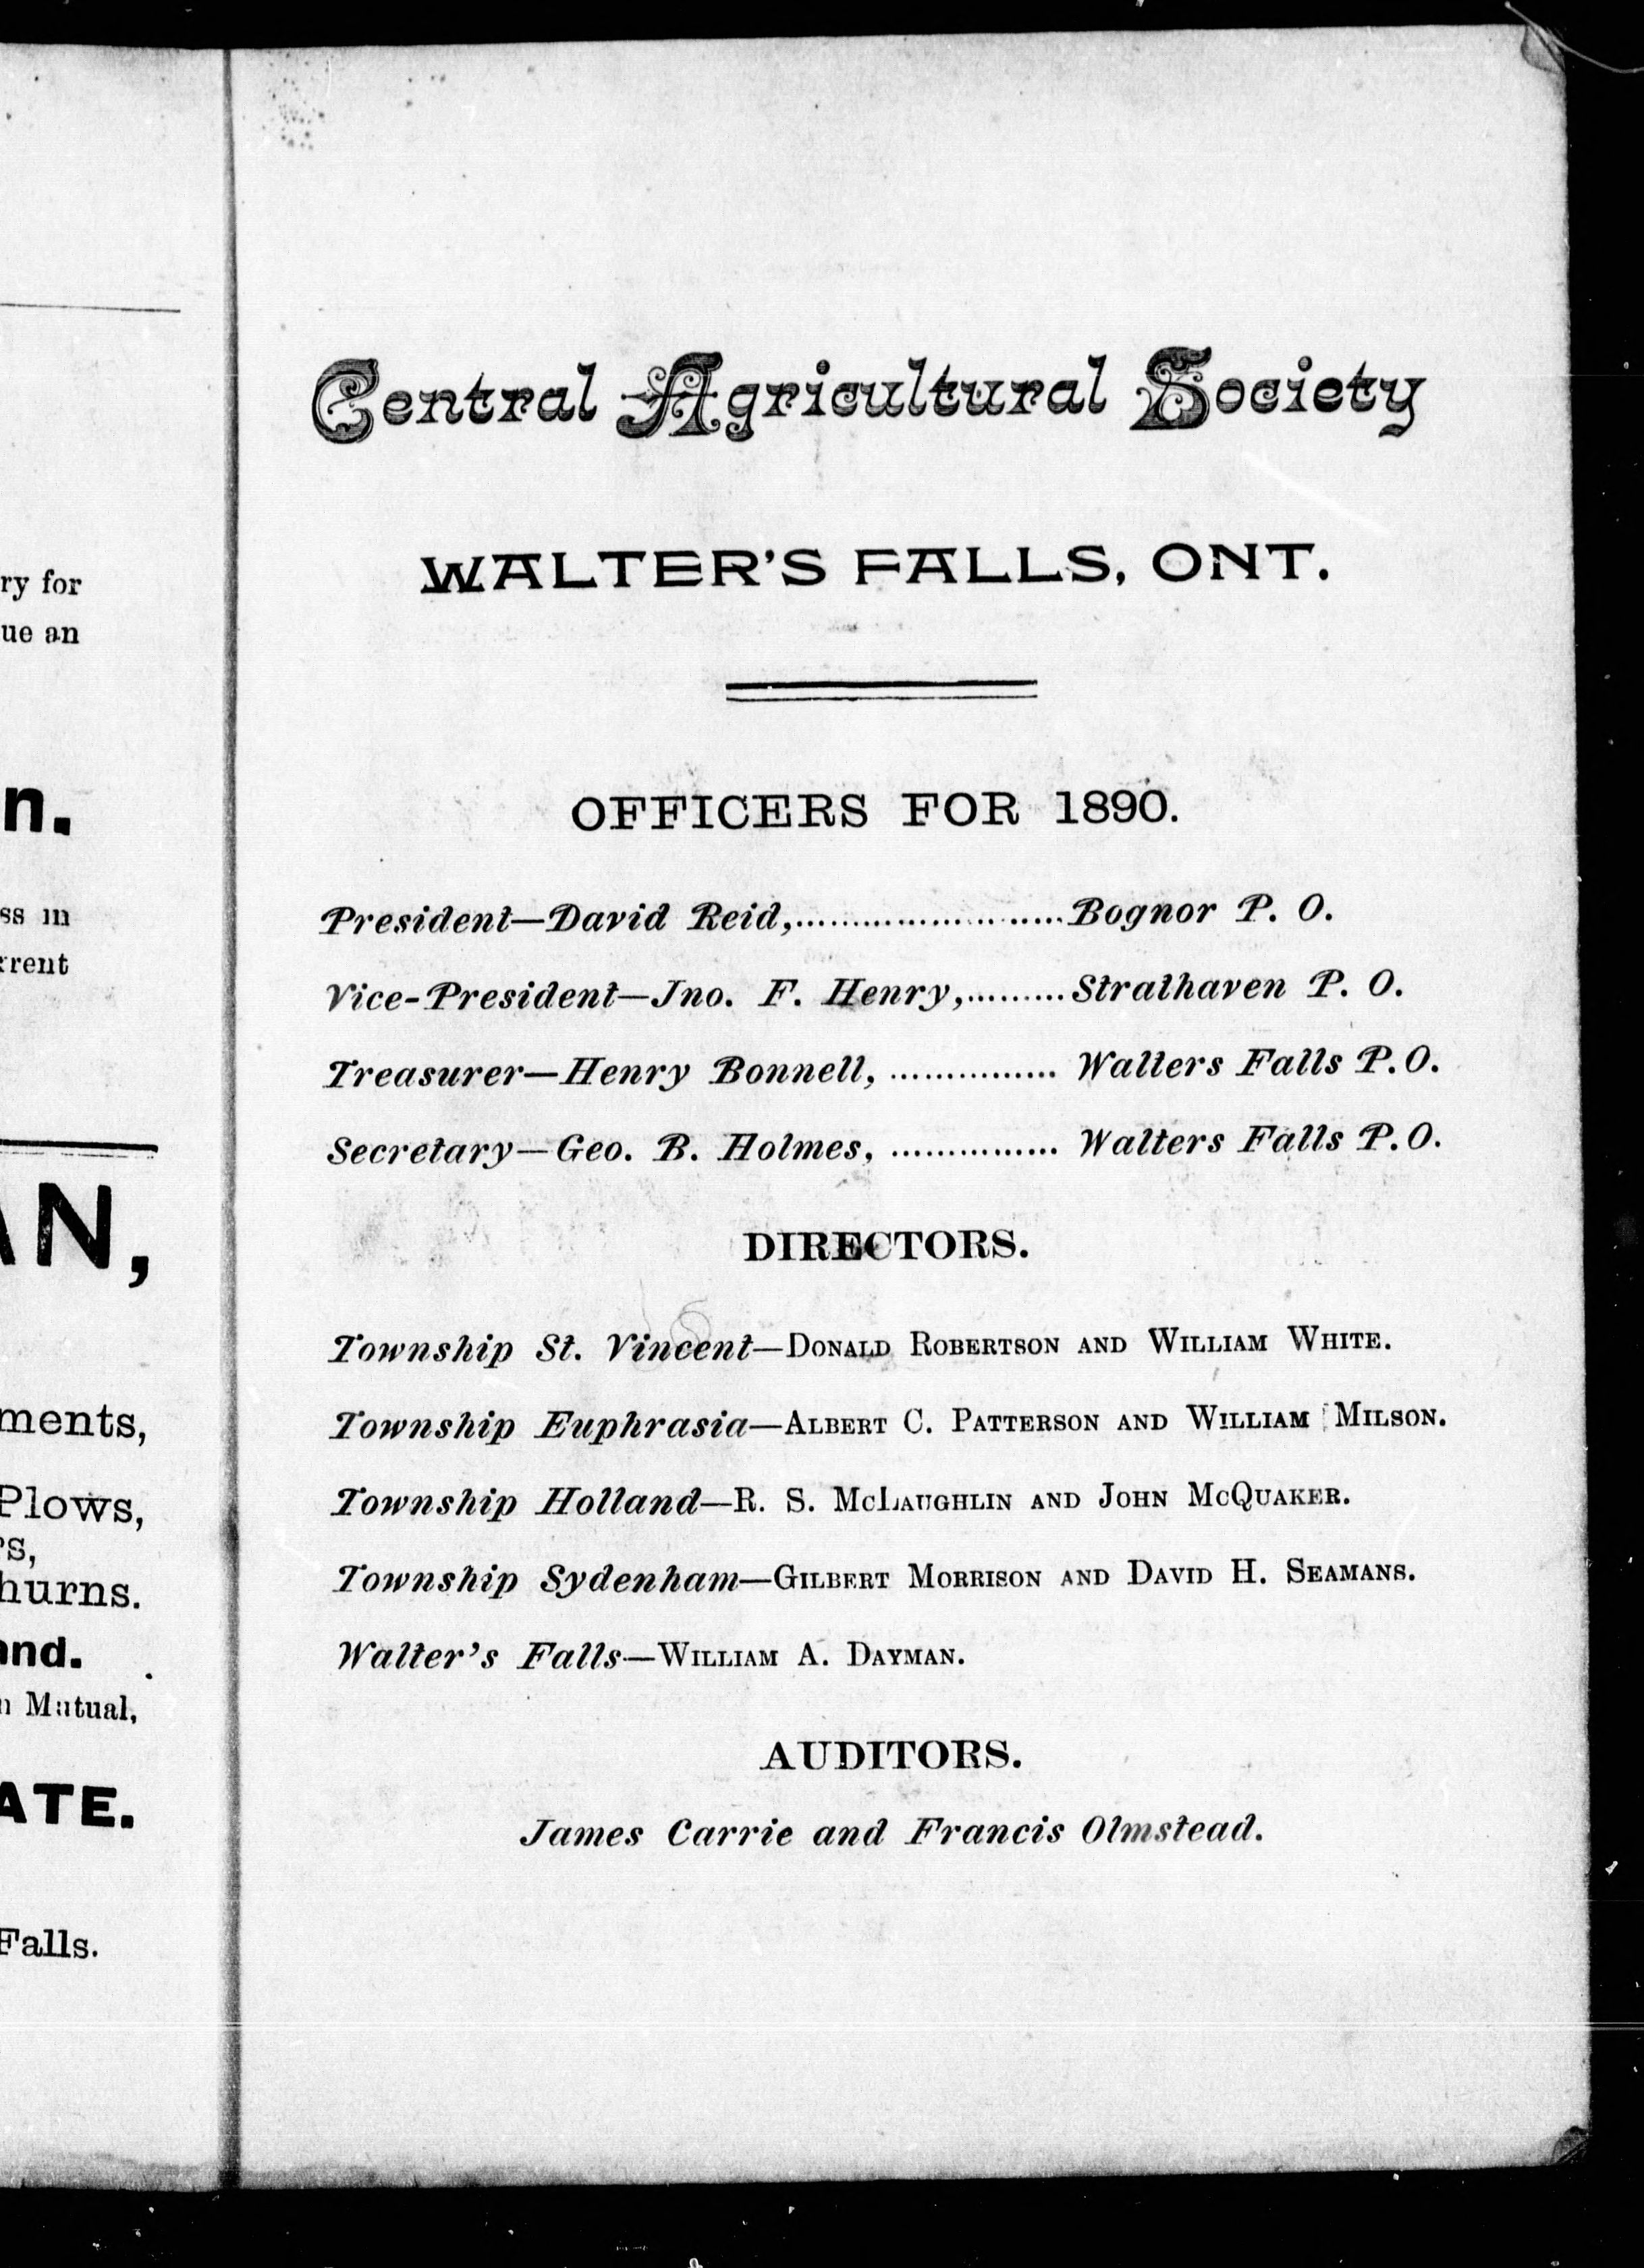 ry for
ue an
n.
ss in
rrent
AN,
ments,
Plows,
rs,
hurns.
and.
n Mutual,
ATE.
Falls.
Central Agricultural Society
WALTER'S FALLS, ONT.
OFFICERS FOR 1890.
President—David Reid,........................Bognor P. O.
Vice-President—Jno. F. Henry,..........Strathaven P. O.
Treasurer—Henry Bonnell, ............... Walters Falls P.O.
Secretary—Geo. B. Holmes, ............... Walters Falls P.O.
DIRECTORS.
Township St. Vincent—DONALD ROBERTSON AND WILLIAM WHITE.
Township Euphrasia—ALBERT C. PATTERSON AND WILLIAM MILSON.
Township Holland—R. S. MCLAUGHLIN AND JOHN MCQUAKER.
Township Sydenham—GILBERT MORRISON AND DAVID H. SEAMANS.
Walter's Falls—WILLIAM A. DAYMAN.
AUDITORS.
James Carrie and Francis Olmstead.